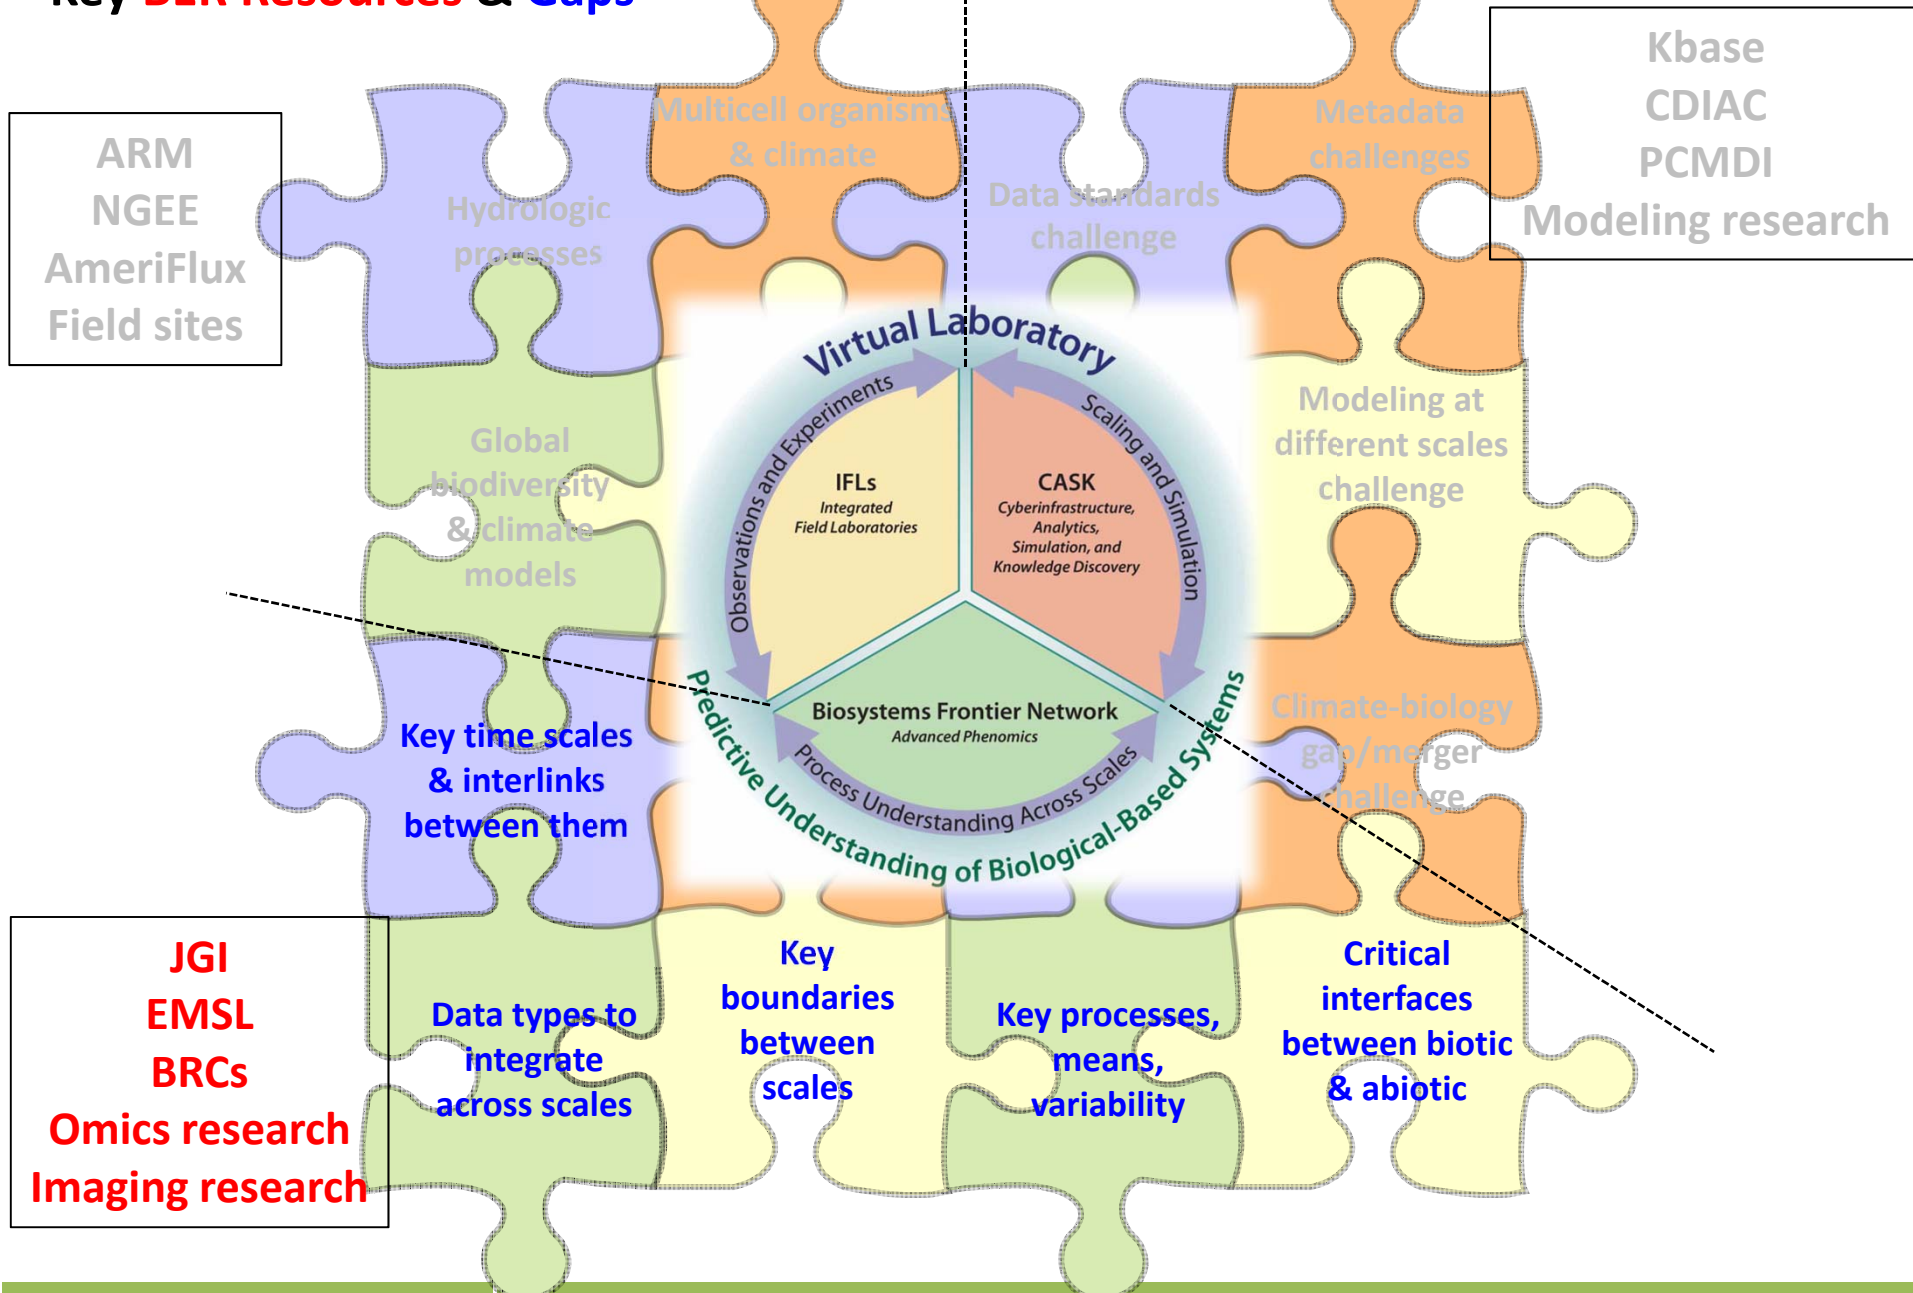 Key BER Resources & Gaps
ARM
NGEE
AmeriFlux
Field sites
Multicell organisms
& climate
Hydrologic
processes
Data standards
challenge
Metadata
challenges
Kbase
CDIAC
PCMDI
Modeling research
Global
biodiversity
& climate
models
Modeling at
different scales
challenge
Climate-biology
gap/merger
challenge
Virtual Laboratory
Observations and Experiments
Scaling and Simulation
IFLs
Integrated
Field Laboratories
CASK
Cyberinfrastructure,
Analytics,
Simulation, and
Knowledge Discovery
Biosystems Frontier Network
Advanced Phenomics
Process Understanding Across Scales
Predictive Understanding of Biological-Based Systems
Key time scales
& interlinks
between them
JGI
EMSL
BRCs
Omics research
Imaging research
Data types to
integrate
across scales
Key
boundaries
between
scales
Key processes,
means,
variability
Critical
interfaces
between biotic
& abiotic